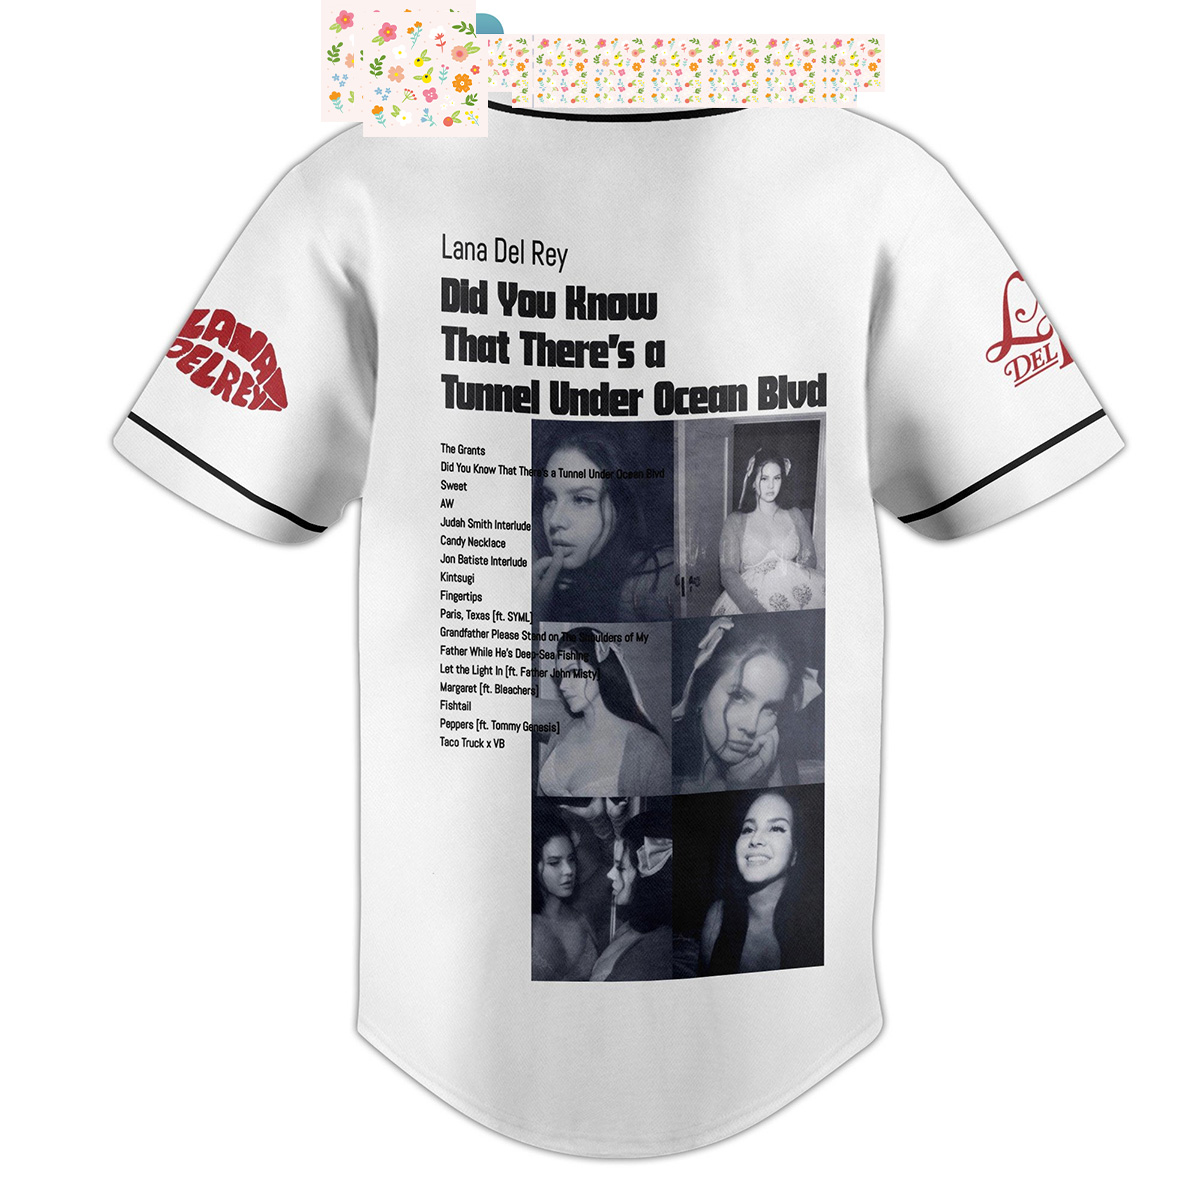 Lana Del Rey
Did You Know
That There's a
Tunnel Under Ocean Blvd
LANA
DEL REY
DEL
The Grants
Did You Know That There's a Tunnel Under Ocean Blvd
Sweet
AW
Judah Smith Interlude
Candy Necklace
Jon Batiste Interlude
Kintsugi
Fingertips
Paris, Texas [ft. SYML]
Grandfather Please Stand on The Shoulders of My
Father While He's Deep-Sea Fishing
Let the Light In [ft. Father John Misty]
Margaret [ft. Bleachers]
Fishtail
Peppers [ft. Tommy Genesis]
Taco Truck x VB